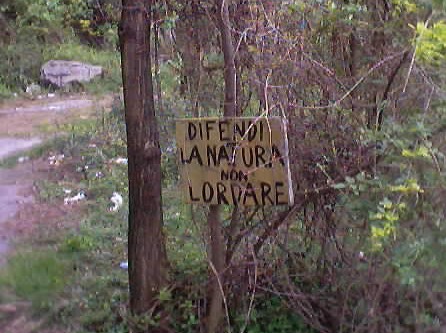 DIFENDI
LA NATURA
NON
LORDARE